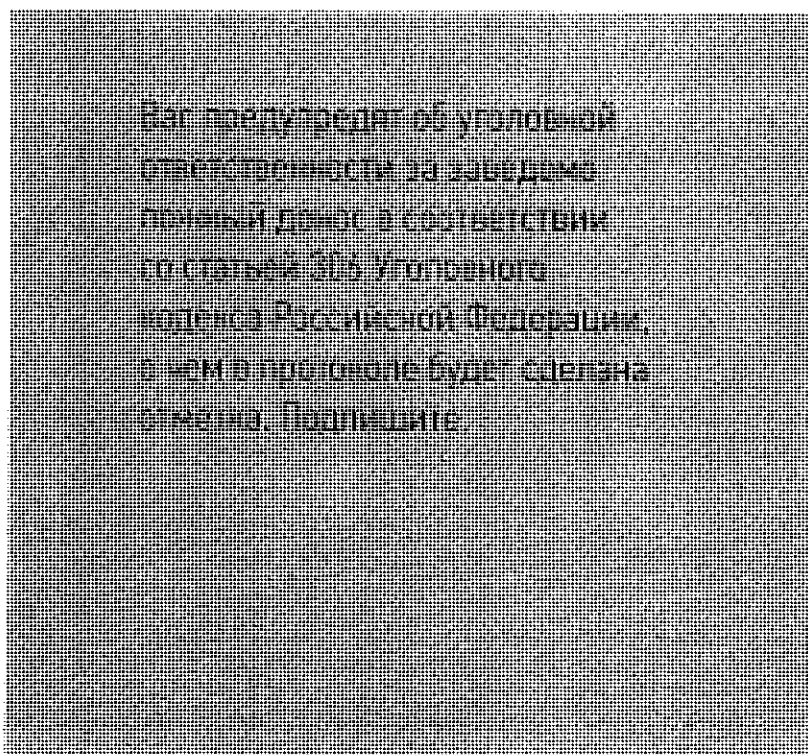 Вас предупредят об уголовной
ответственности за заведомо
ложный донос в соответствии
со статьей 306 Уголовного
кодекса Российской Федерации,
о чем в протоколе будет сделана
отметка. Подпишите.